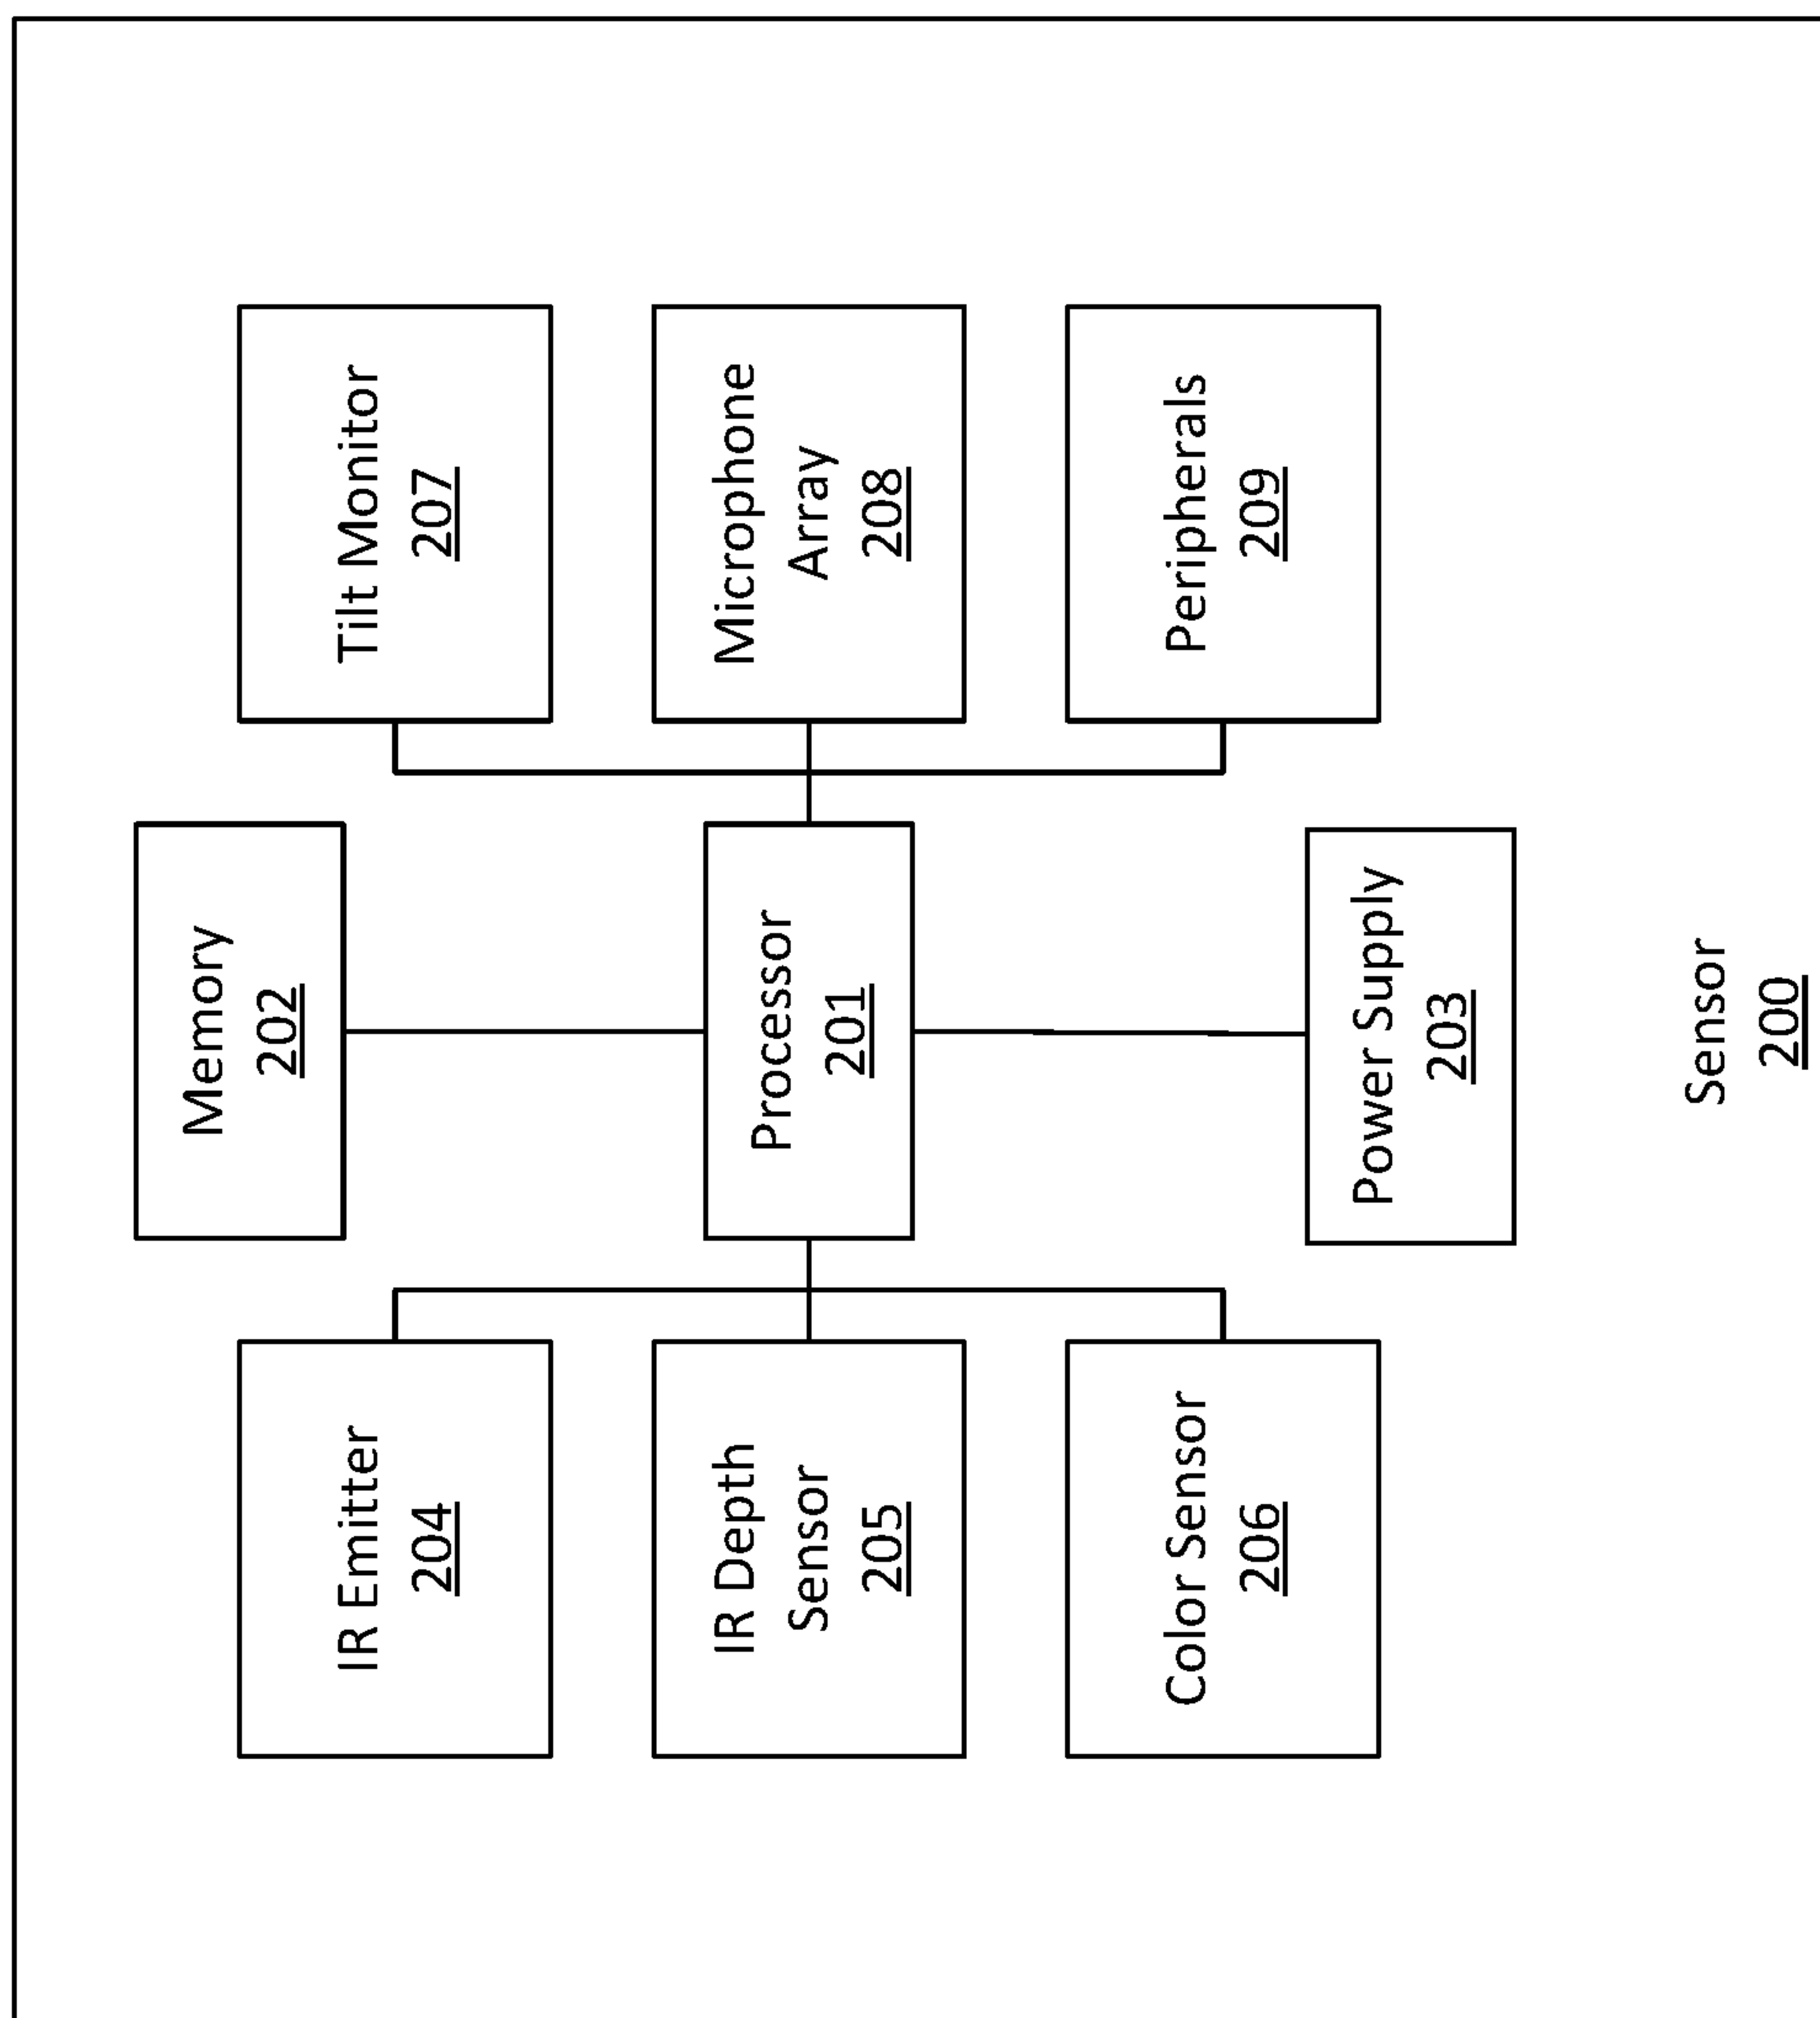 Memory
202
IR Emitter
204
Tilt Monitor
207
IR Depth
Sensor
205
Processor
201
Microphone
Array
208
Color Sensor
206
Peripherals
209
Power Supply
203
Sensor
200